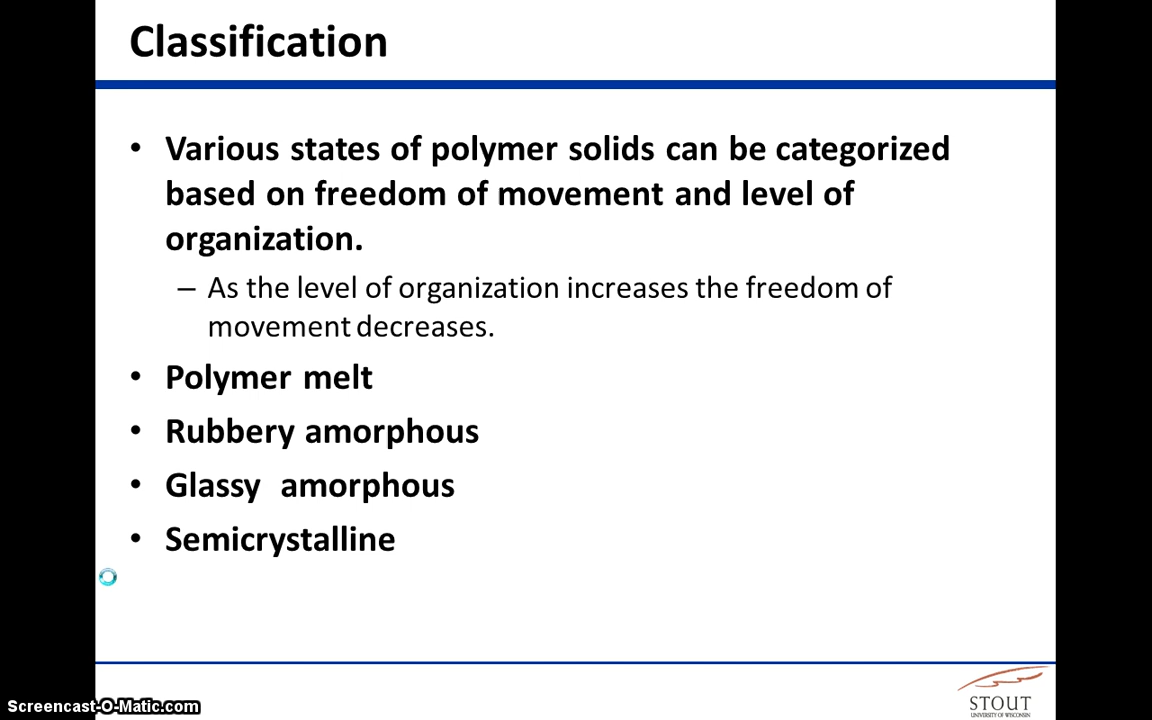 Classification
• Various states of polymer solids can be categorized
based on freedom of movement and level of
organization.
– As the level of organization increases the freedom of
movement decreases.
• Polymer melt
• Rubbery amorphous
• Glassy  amorphous
• Semicrystalline
STOUT
UNIVERSITY OF WISCONSIN
Screencast-O-Matic.com